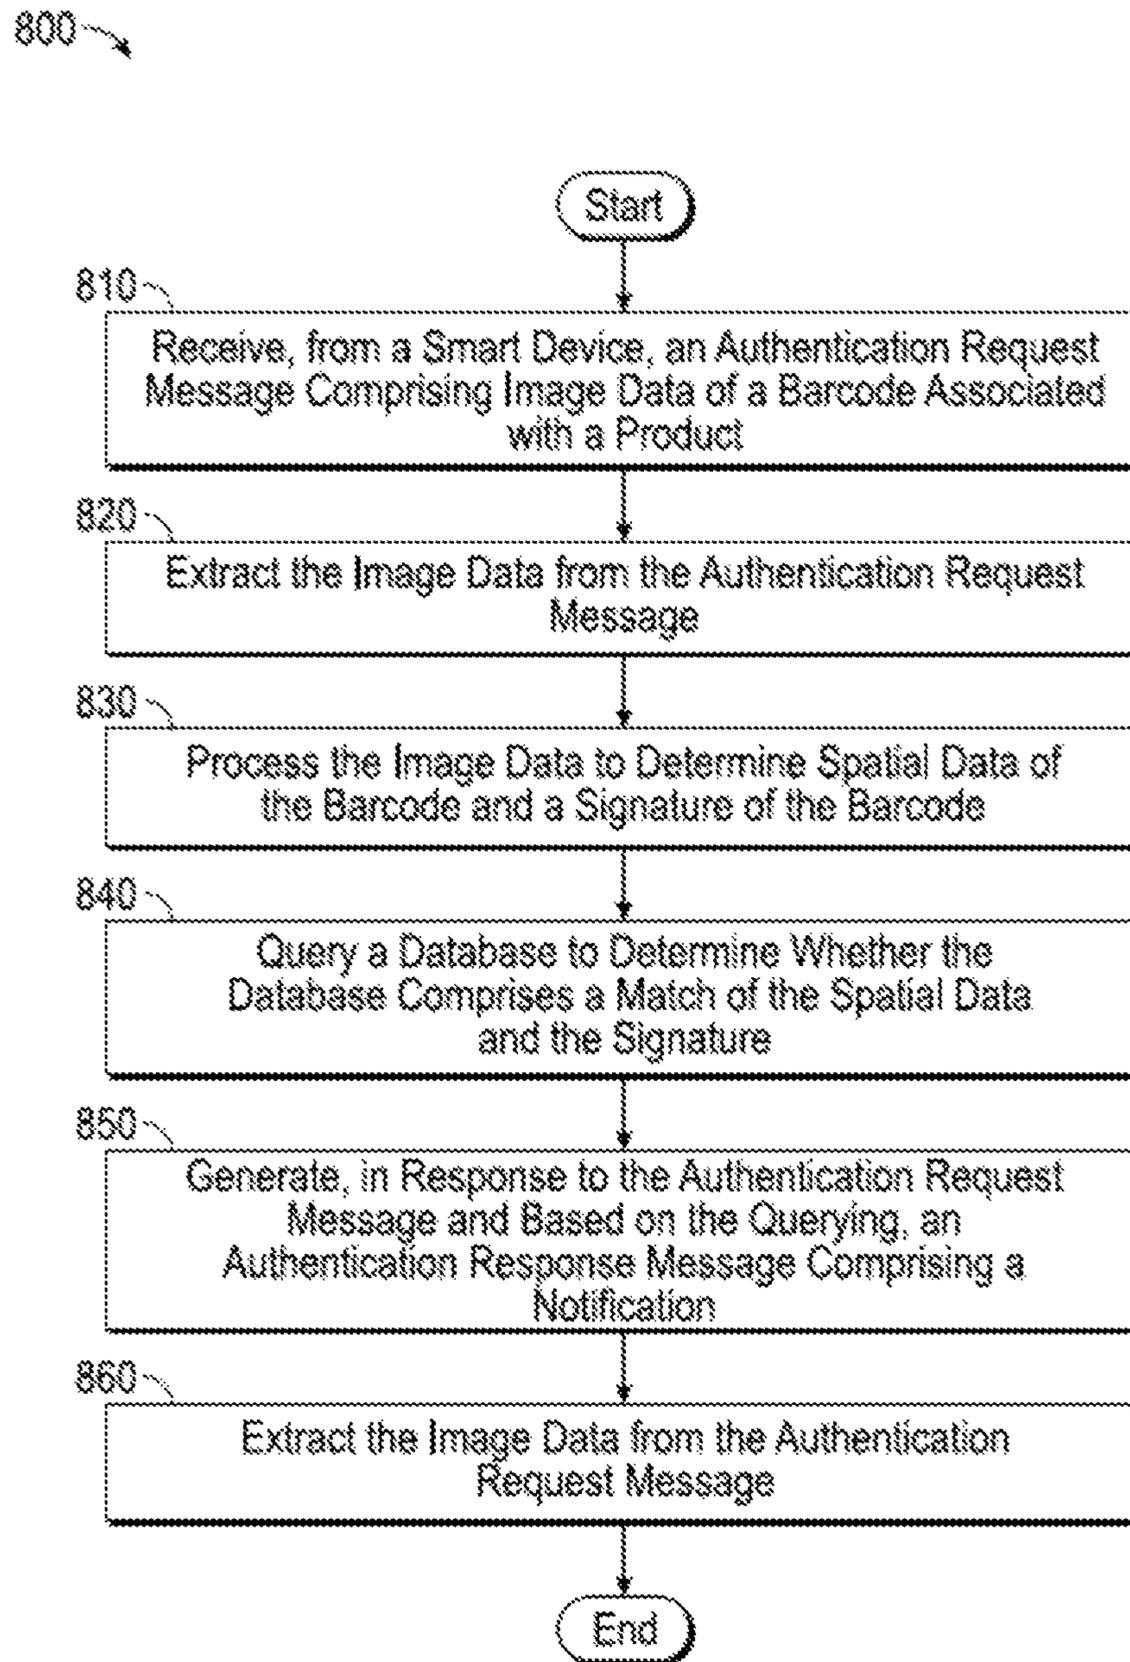 800
Start
810
Receive, from a Smart Device, an Authentication Request
Message Comprising Image Data of a Barcode Associated
with a Product
820
Extract the Image Data from the Authentication Request
Message
830
Process the Image Data to Determine Spatial Data of
the Barcode and a Signature of the Barcode
840
Query a Database to Determine Whether the
Database Comprises a Match of the Spatial Data
and the Signature
850
Generate, in Response to the Authentication Request
Message and Based on the Querying, an
Authentication Response Message Comprising a
Notification
860
Extract the Image Data from the Authentication
Request Message
End